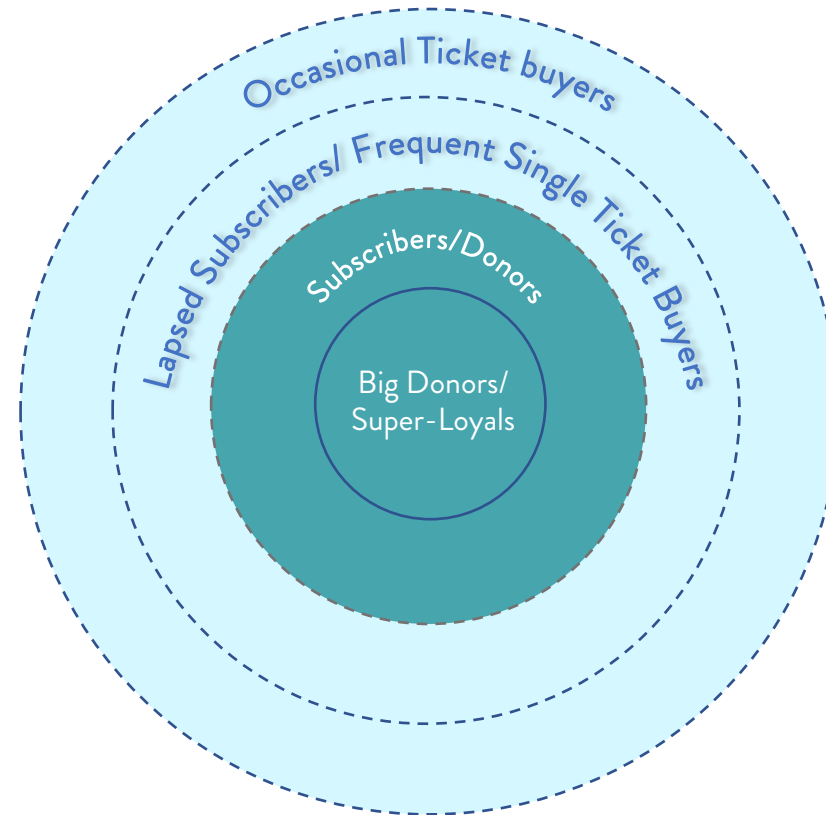 Occasional Ticket buyers
Lapsed Subscribers/ Frequent Single Ticket Buyers
Subscribers/Donors
Big Donors/
Super-Loyals